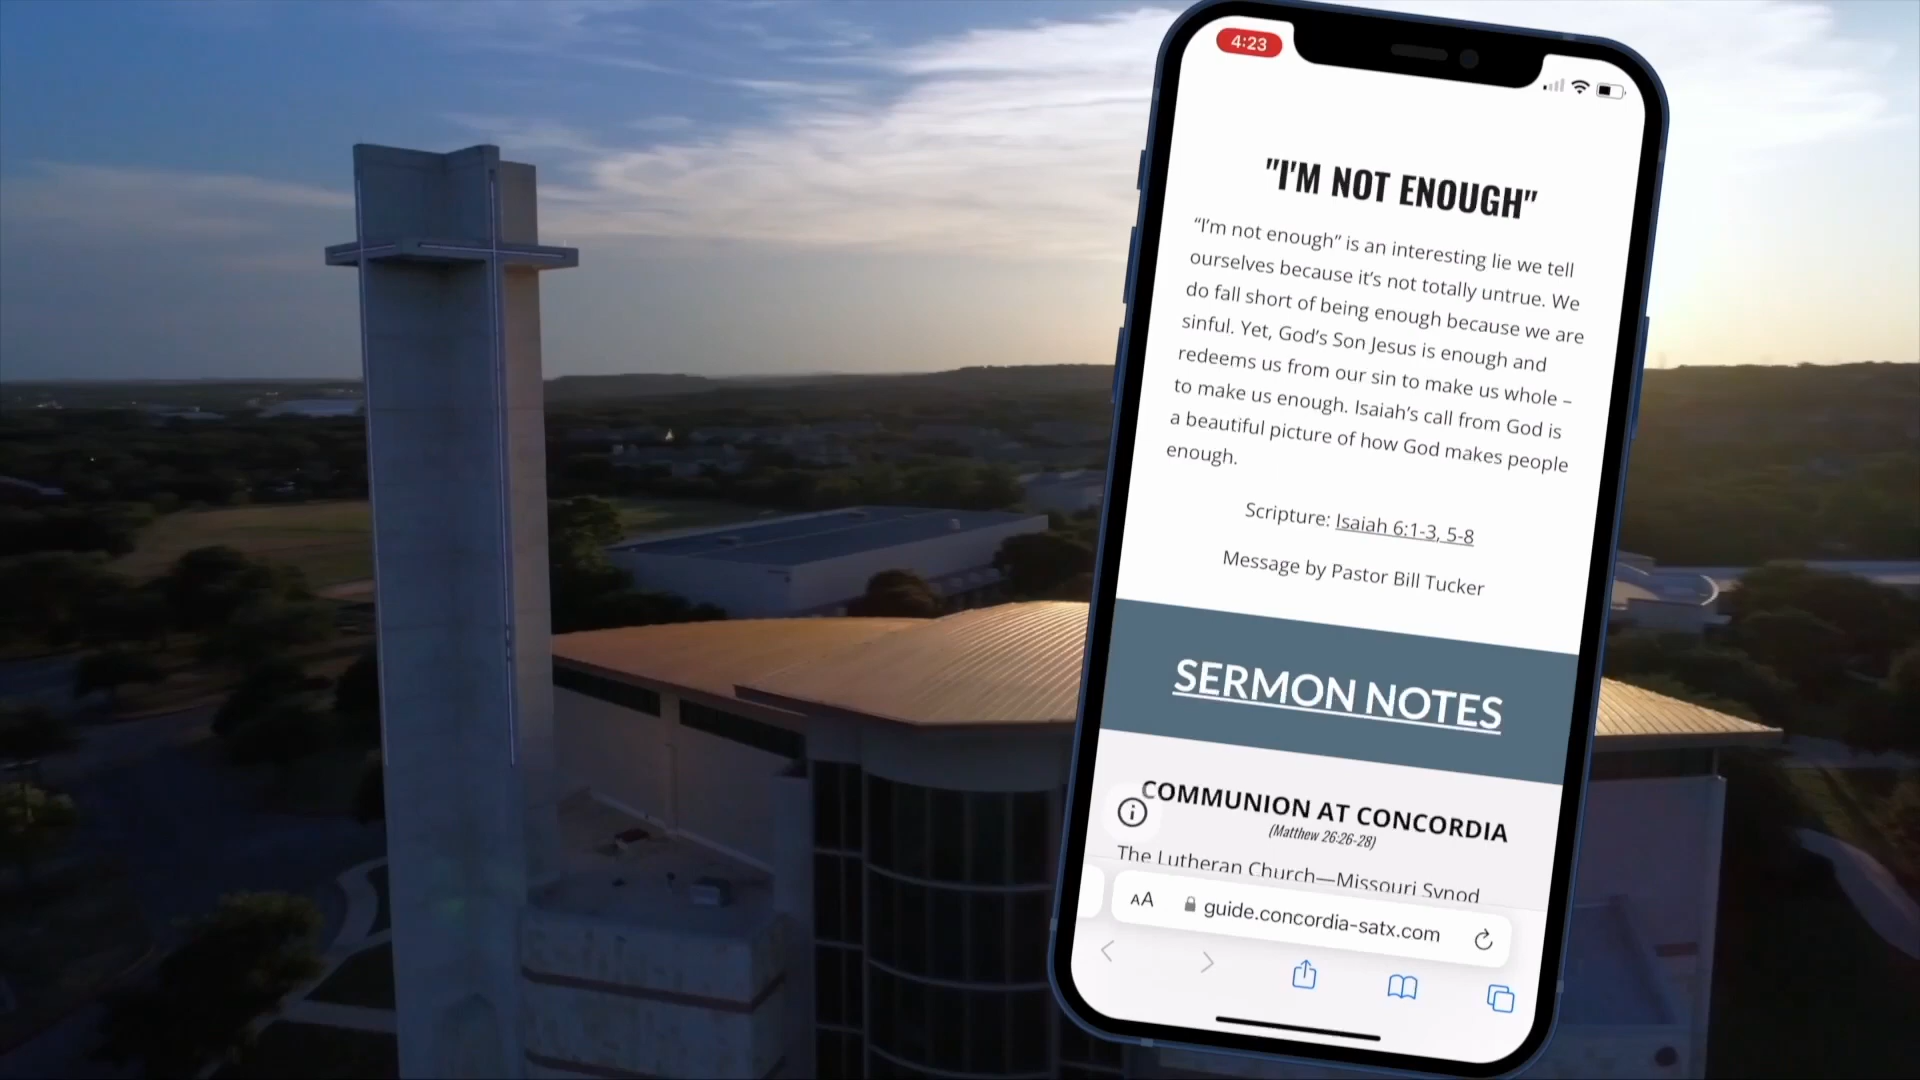 4:23
"I'M NOT ENOUGH"
“I’m not enough” is an interesting lie we tell
ourselves because it’s not totally untrue. We
do fall short of being enough because we are
sinful. Yet, God’s Son Jesus is enough and
redeems us from our sin to make us whole –
to make us enough. Isaiah’s call from God is
a beautiful picture of how God makes people
enough.
Scripture: Isaiah 6:1-3, 5-8
Message by Pastor Bill Tucker
SERMON NOTES
COMMUNION AT CONCORDIA
(Matthew 26:26-28)
The Lutheran Church—Missouri Synod
AA guide.concordia-satx.com